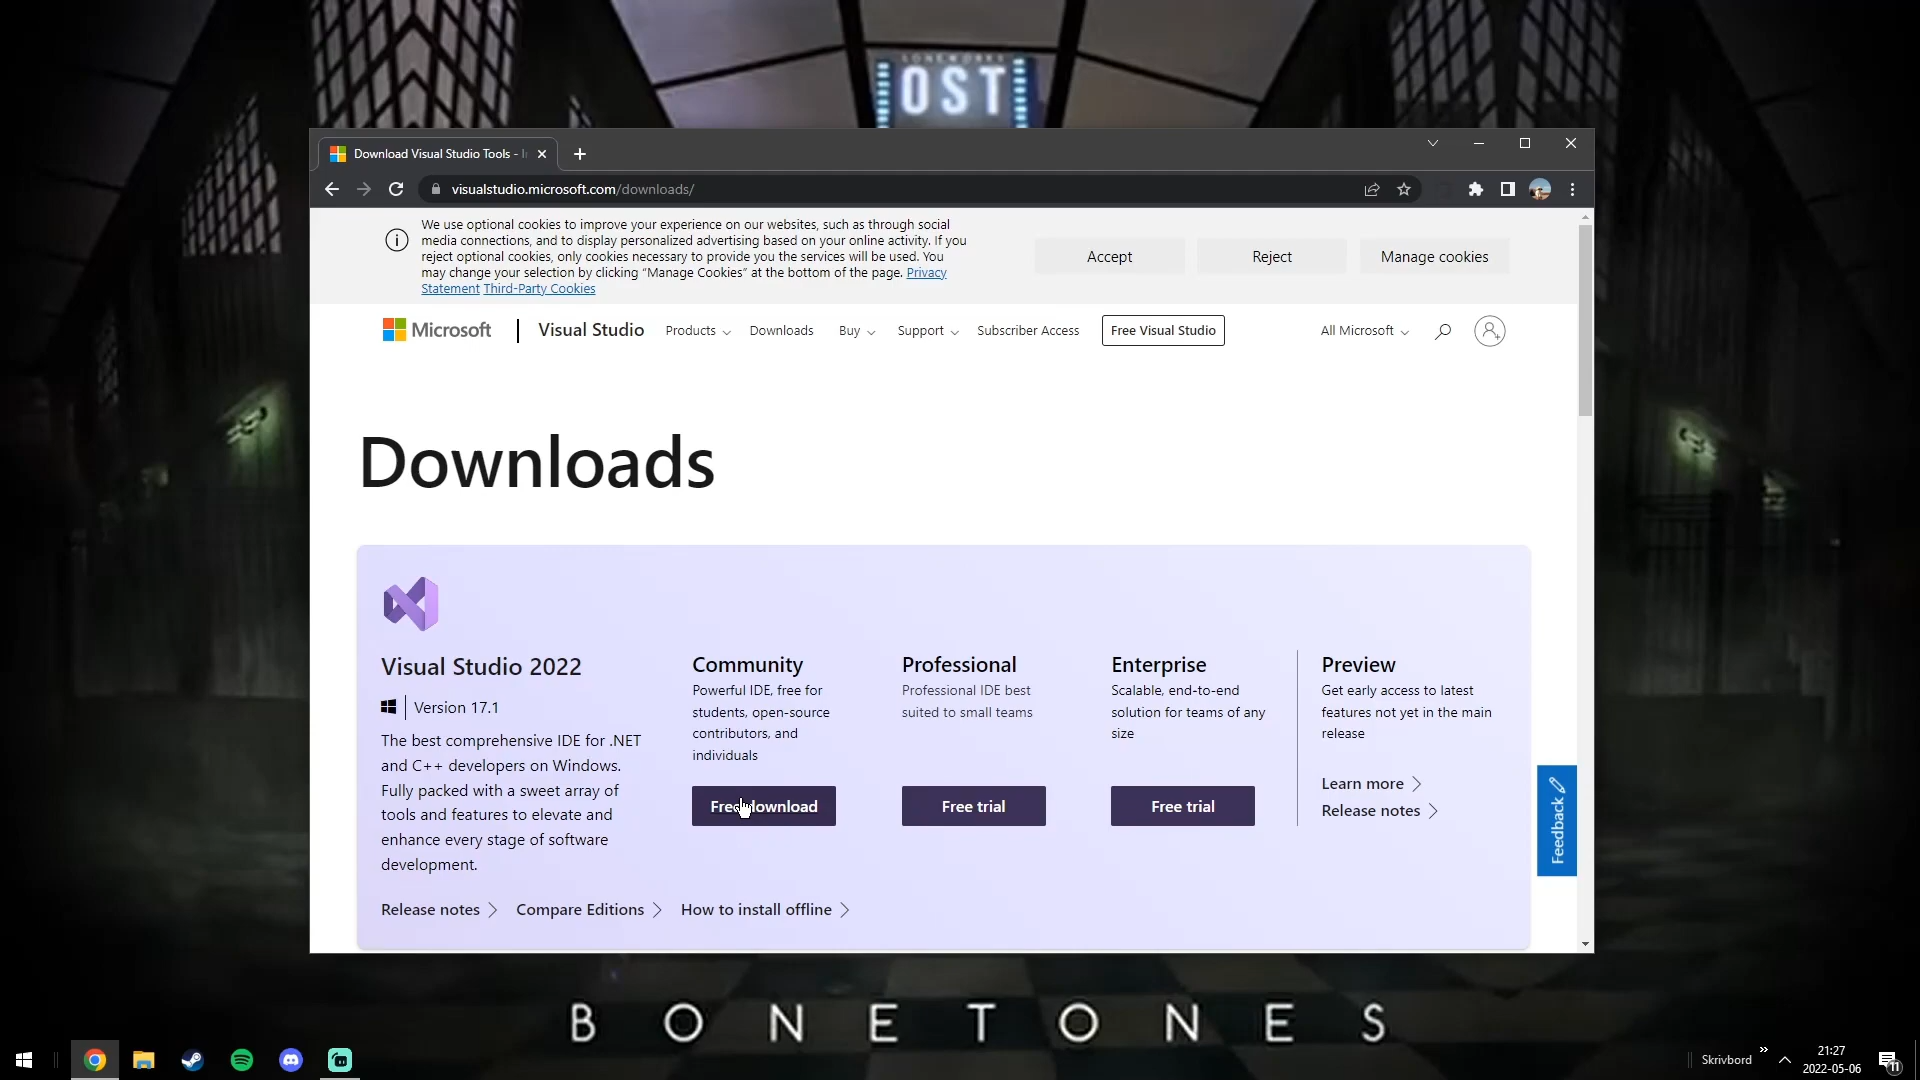 OST
Download Visual Studio Tools - I
visualstudio.microsoft.com/downloads/
We use optional cookies to improve your experience on our websites, such as through social
media connections, and to display personalized advertising based on your online activity. If you
reject optional cookies, only cookies necessary to provide you the services will be used. You
may change your selection by clicking “Manage Cookies” at the bottom of the page. Privacy
Statement Third-Party Cookies
Accept
Reject
Manage cookies
Microsoft
Visual Studio
Products
Downloads
Buy
Support
Subscriber Access
Free Visual Studio
All Microsoft
Downloads
Visual Studio 2022
Version 17.1
The best comprehensive IDE for .NET
and C++ developers on Windows.
Fully packed with a sweet array of
tools and features to elevate and
enhance every stage of software
development.
Community
Powerful IDE, free for
students, open-source
contributors, and
individuals
Free download
Professional
Professional IDE best
suited to small teams
Free trial
Enterprise
Scalable, end-to-end
solution for teams of any
size
Free trial
Preview
Get early access to latest
features not yet in the main
release
Learn more
Release notes
Feedback
Release notes
Compare Editions
How to install offline
BONETONES
Skrivbord
21:27
2022-05-06
11